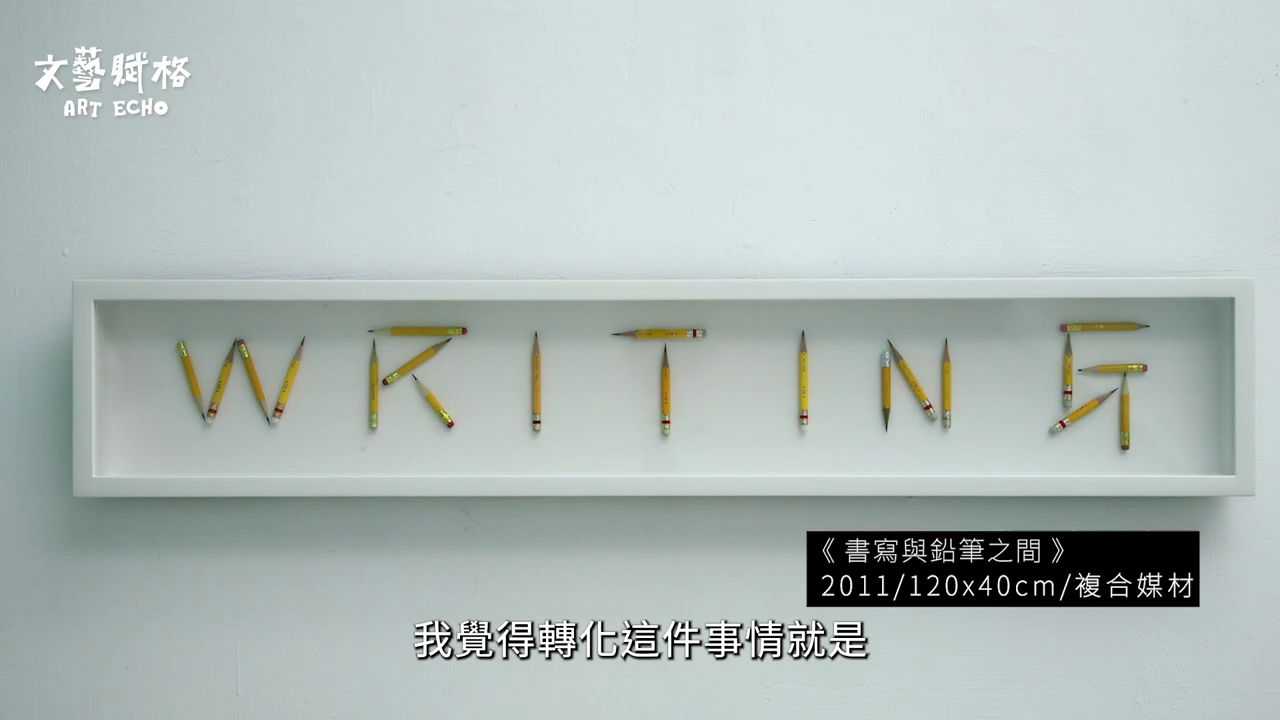 文藝賦格
ART ECHO
WRITING
《書寫與鉛筆之間》
2011/120x40cm/複合媒材
我覺得轉化這件事情就是